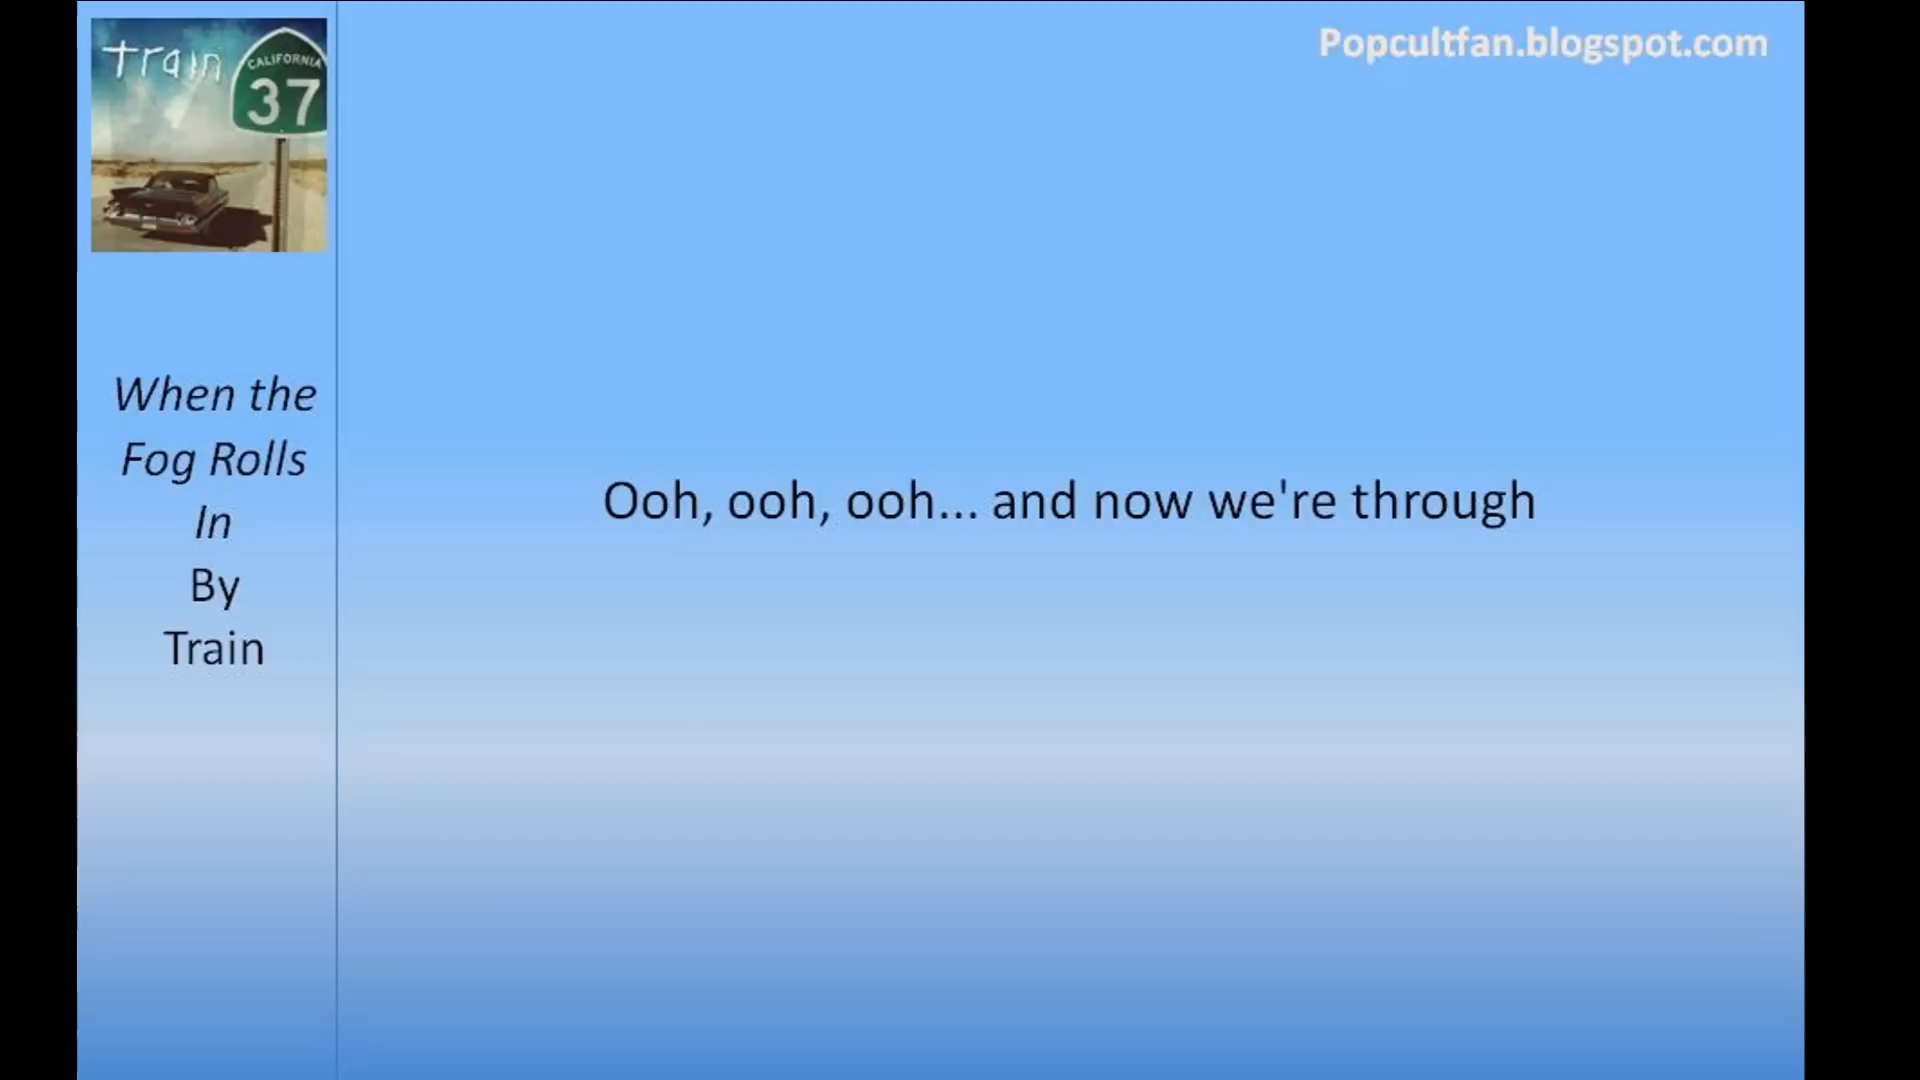 train
CALIFORNIA
37
Popcultfan.blogspot.com
When the
Fog Rolls
In
By
Train
Ooh, ooh, ooh... and now we're through